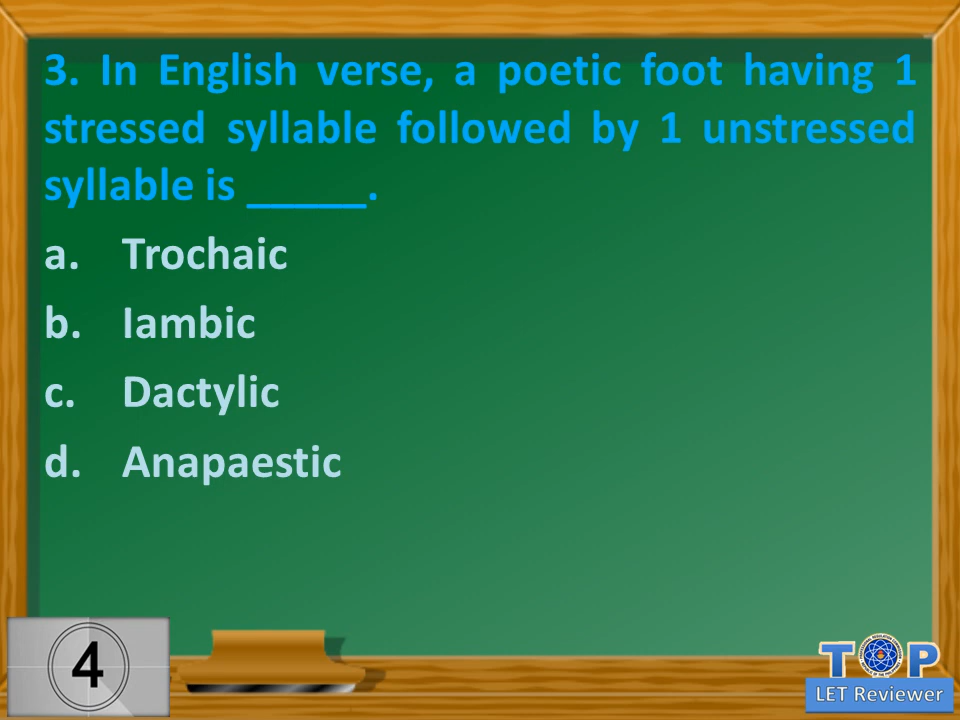 3. In English verse, a poetic foot having 1
stressed syllable followed by 1 unstressed
syllable is _____.
a. Trochaic
b. Iambic
c. Dactylic
d. Anapaestic
4
TOP
LET Reviewer